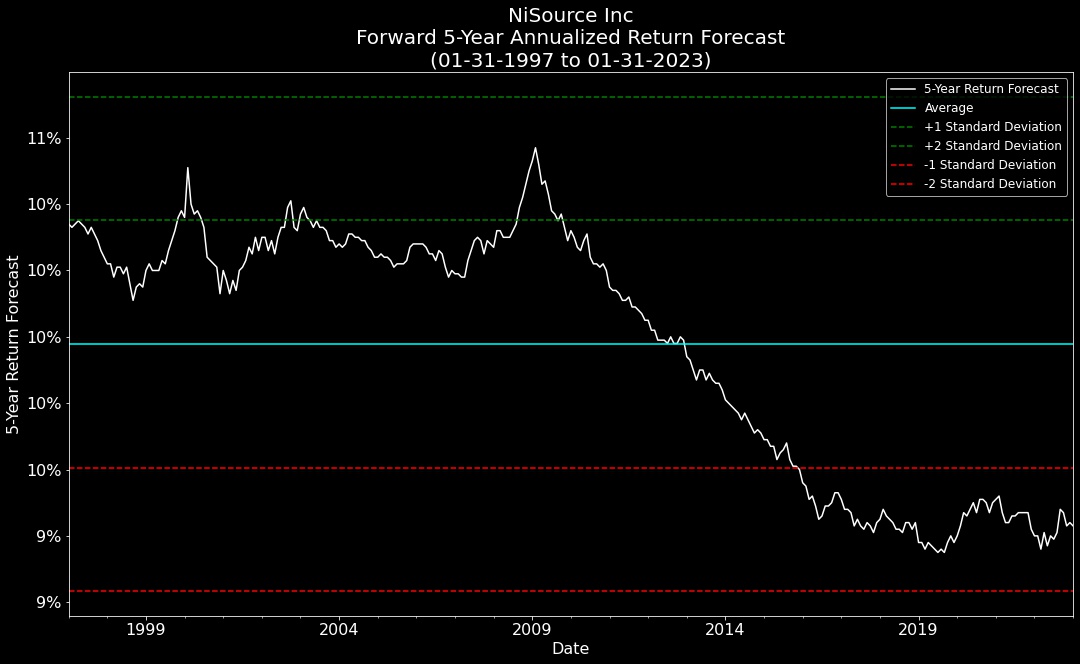 NiSource Inc
Forward 5-Year Annualized Return Forecast
(01-31-1997 to 01-31-2023)
5-Year Return Forecast
Average
+1 Standard Deviation
+2 Standard Deviation
-1 Standard Deviation
-2 Standard Deviation
11%
10%
10%
10%
10%
10%
9%
9%
5-Year Return Forecast
1999 2004 2009 2014 2019
Date